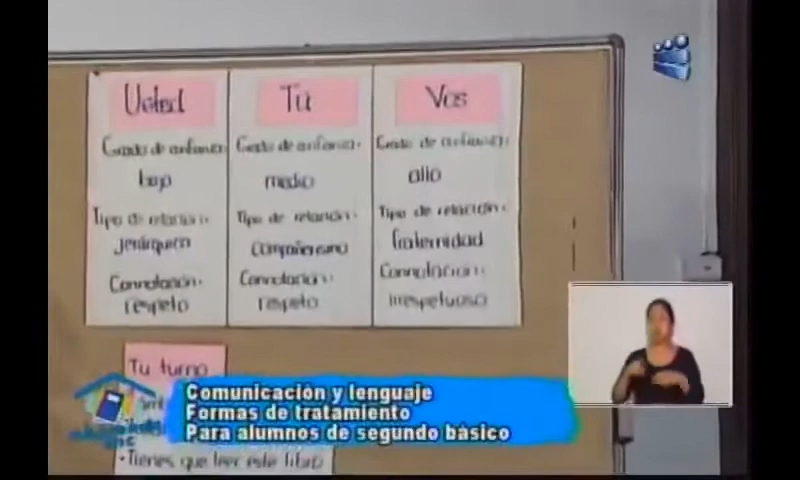 Usted
Grado de confianza:
bajo
Tipo de relación:
jerárquica
Connotación:
respeto
Tú
Grado de confianza:
medio
Tipo de relación:
compañerismo
Connotación:
respeto
Vos
Grado de confianza:
alto
Tipo de relación:
fraternidad
Connotación:
irrespetuoso
Tu turno
• Tienes que leer este libro
Comunicación y lenguaje
Formas de tratamiento
Para alumnos de segundo básico